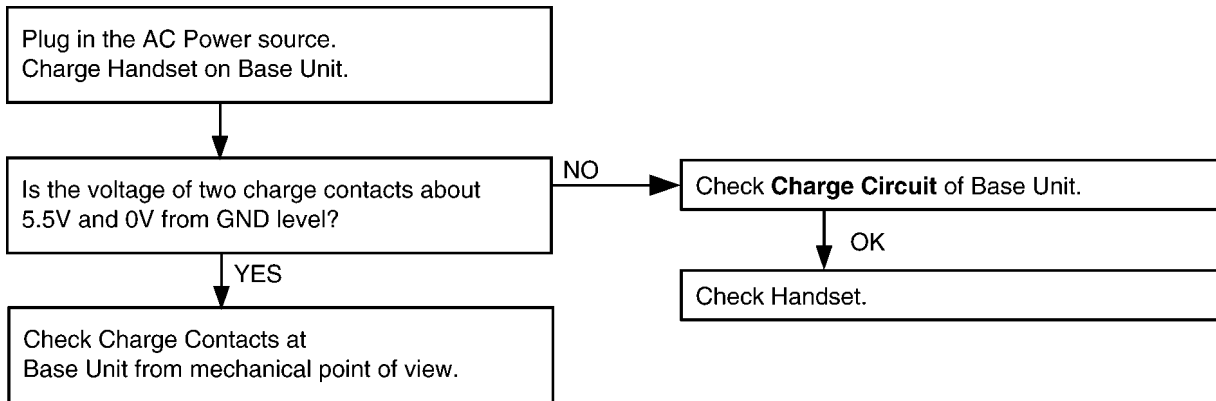 Plug in the AC Power source.
Charge Handset on Base Unit.
Is the voltage of two charge contacts about
5.5V and 0V from GND level?
NO
Check Charge Circuit of Base Unit.
OK
Check Handset.
YES
Check Charge Contacts at
Base Unit from mechanical point of view.